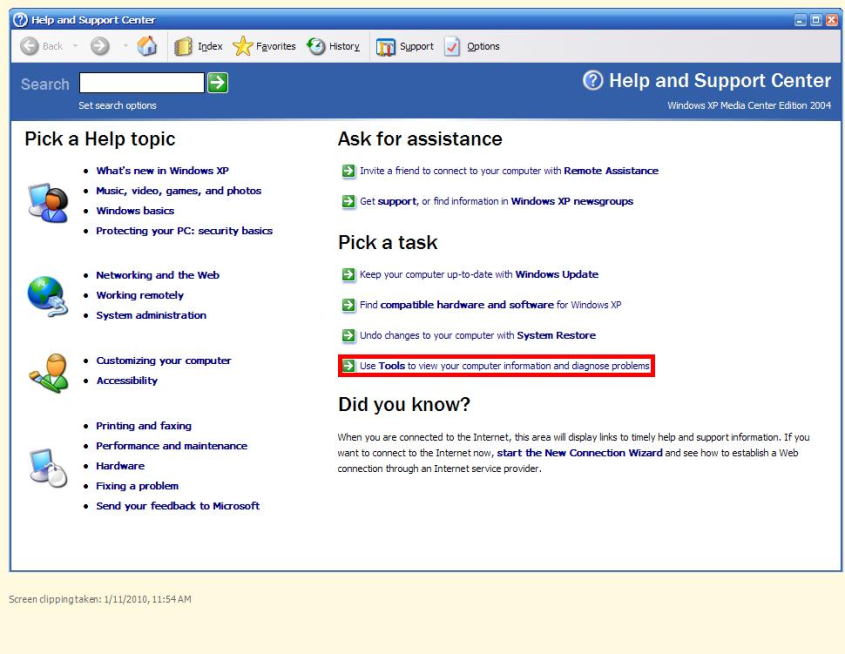 Help and Support Center
Back
Index
Favorites
History
Support
Options
Search
Set search options
Help and Support Center
Windows XP Media Center Edition 2004
Pick a Help topic
What's new in Windows XP
Music, video, games, and photos
Windows basics
Protecting your PC: security basics
Networking and the Web
Working remotely
System administration
Customizing your computer
Accessibility
Printing and faxing
Performance and maintenance
Hardware
Fixing a problem
Send your feedback to Microsoft
Ask for assistance
Invite a friend to connect to your computer with Remote Assistance
Get support, or find information in Windows XP newsgroups
Pick a task
Keep your computer up-to-date with Windows Update
Find compatible hardware and software for Windows XP
Undo changes to your computer with System Restore
Use Tools to view your computer information and diagnose problems
Did you know?
When you are connected to the Internet, this area will display links to timely help and support information. If you
want to connect to the Internet now, start the New Connection Wizard and see how to establish a Web
connection through an Internet service provider.
Screen clipping taken: 1/11/2010, 11:54 AM